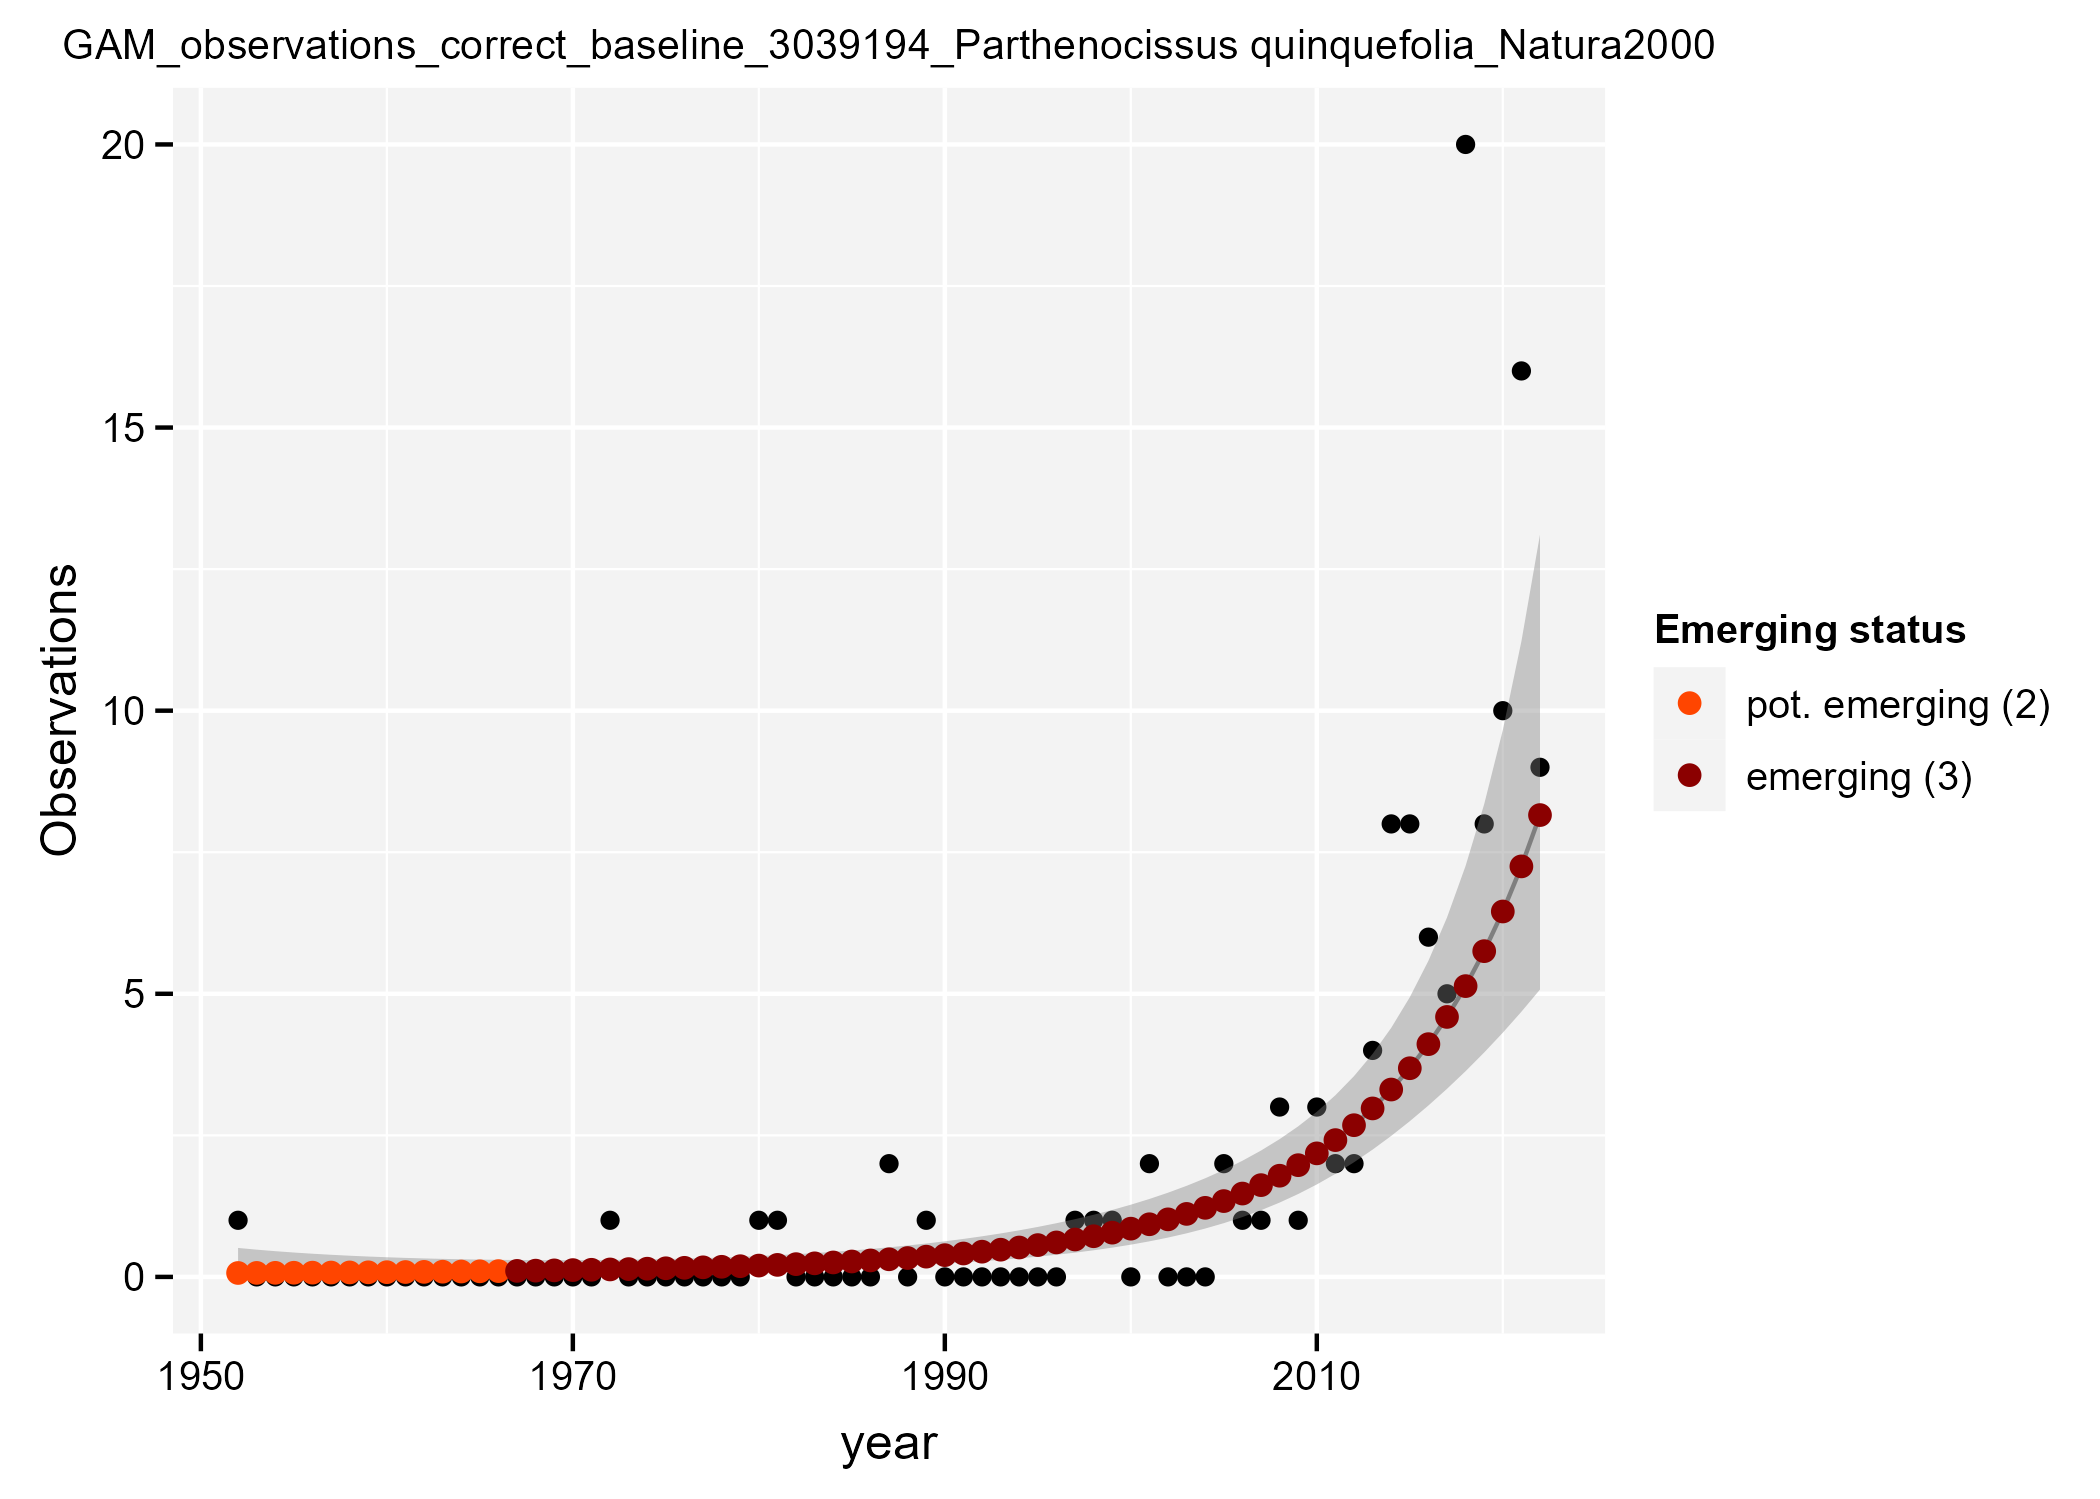 GAM_observations_correct_baseline_3039194_Parthenocissus quinquefolia_Natura2000
20
15
10
5
0
Observations
1950
1970
1990
2010
year
Emerging status
pot. emerging (2)
emerging (3)